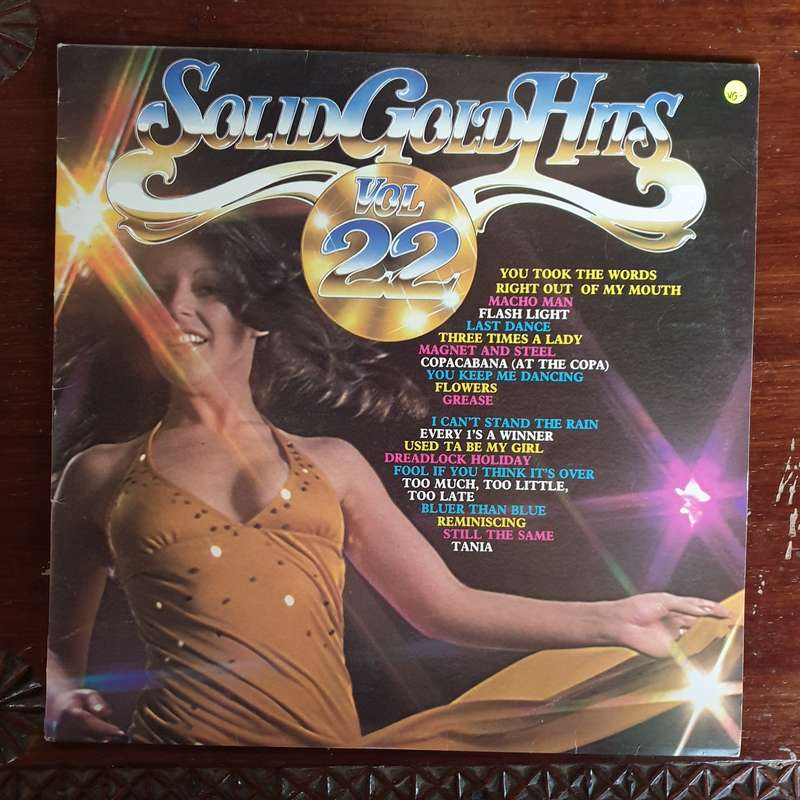 SOLID GOLD HITS
VG-
VOL
22
YOU TOOK THE WORDS
RIGHT OUT OF MY MOUTH
MACHO MAN
FLASH LIGHT
LAST DANCE
THREE TIMES A LADY
MAGNET AND STEEL
COPACABANA (AT THE COPA)
YOU KEEP ME DANCING
FLOWERS
GREASE
I CAN'T STAND THE RAIN
EVERY 1'S A WINNER
USED TA BE MY GIRL
DREADLOCK HOLIDAY
FOOL IF YOU THINK IT'S OVER
TOO MUCH, TOO LITTLE,
TOO LATE
BLUER THAN BLUE
REMINISCING
STILL THE SAME
TANIA